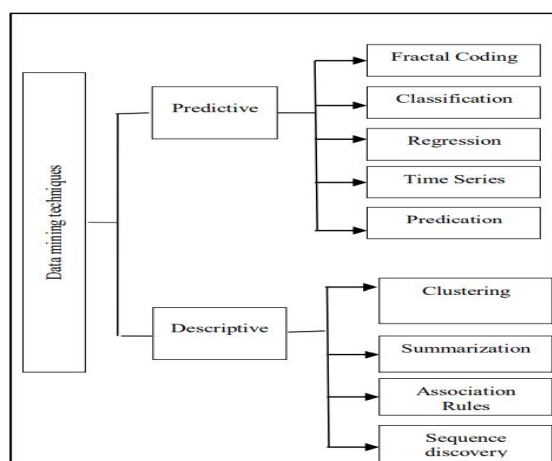 Data mining techniques
Predictive
Fractal Coding
Classification
Regression
Time Series
Predication
Descriptive
Clustering
Summarization
Association
Rules
Sequence
discovery